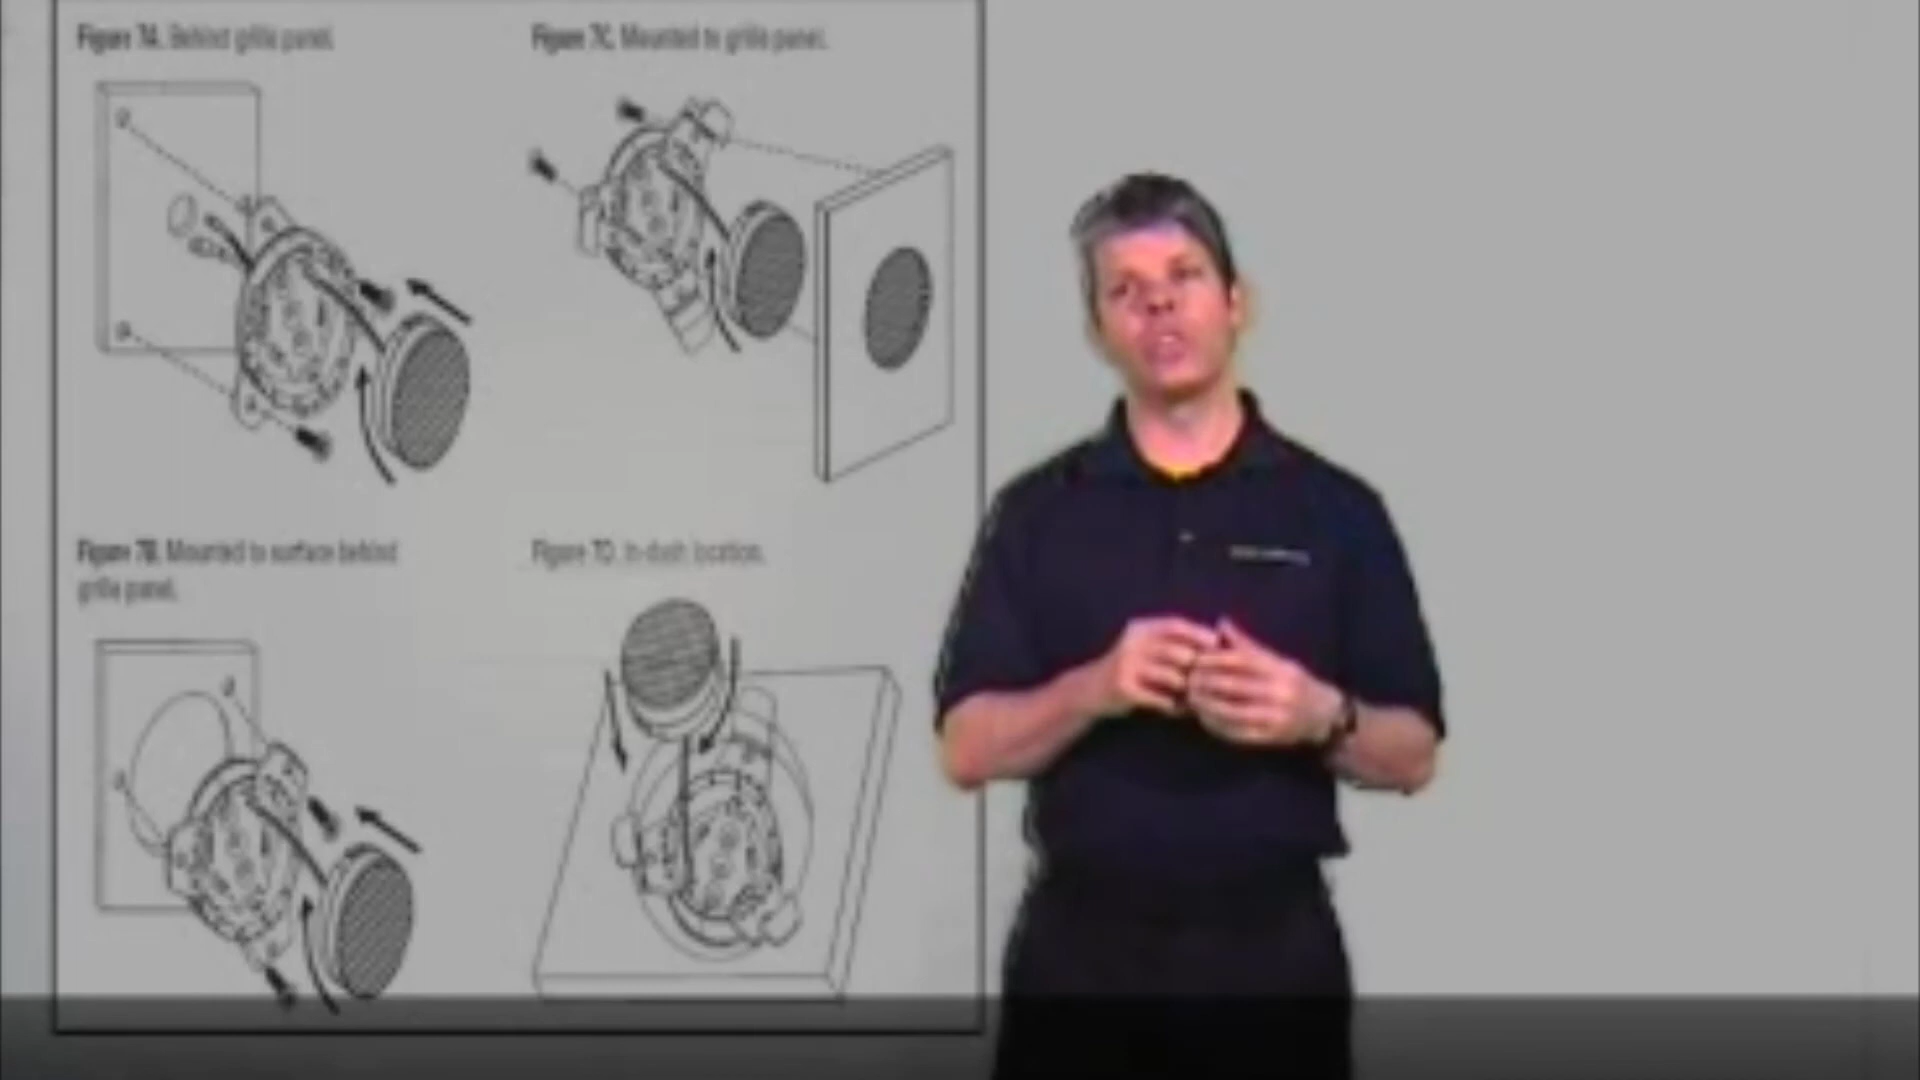 Figure 7A. Behind grille panel.
Figure 7C. Mounted to grille panel.
Figure 7B. Mounted to surface behind
grille panel.
Figure 7D. In-dash location.